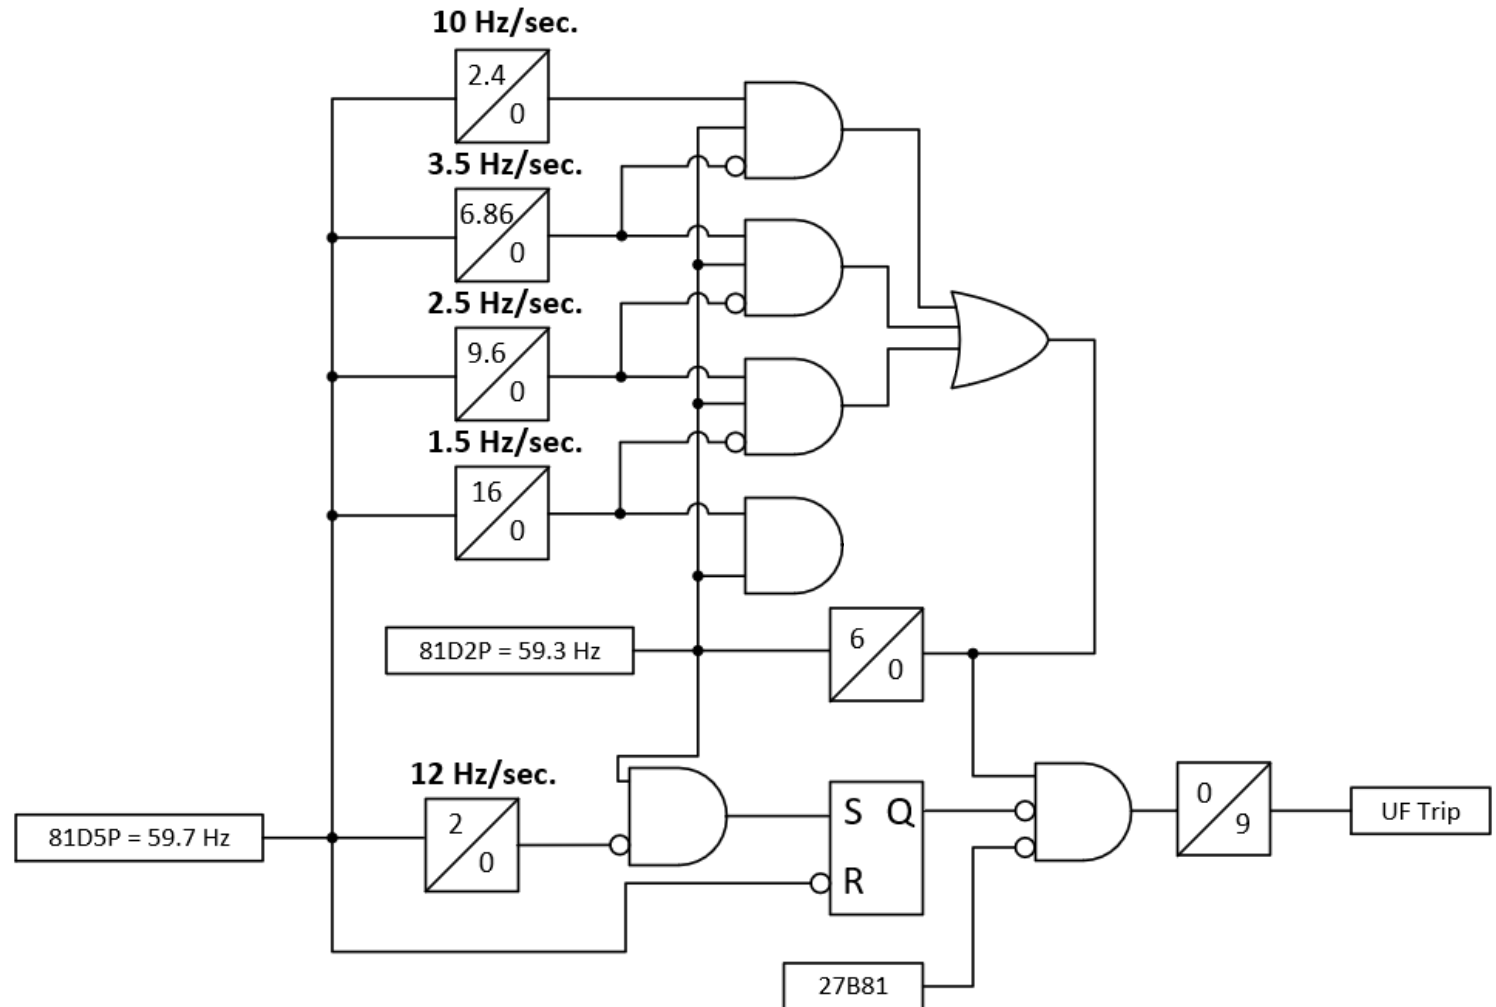 10 Hz/sec.
2.4
0
3.5 Hz/sec.
6.86
0
2.5 Hz/sec.
9.6
0
1.5 Hz/sec.
16
0
81D2P = 59.3 Hz
6
0
12 Hz/sec.
81D5P = 59.7 Hz
2
0
S Q
R
0
9
UF Trip
27B81